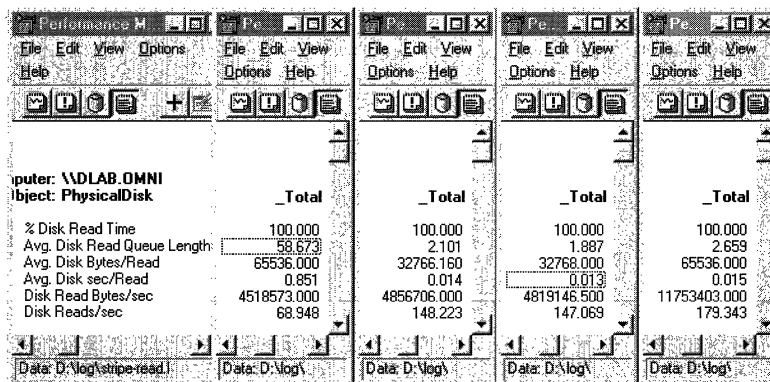 Performance M
File Edit View Options
Help
puter: \\DLAB.OMNI
bject: PhysicalDisk
% Disk Read Time
Avg. Disk Read Queue Length
Avg. Disk Bytes/Read
Avg. Disk sec/Read
Disk Read Bytes/sec
Disk Reads/sec
Data: D:\log\stripe-read.l
Pe
File Edit View
Options Help
_Total
100.000
58.673
65536.000
0.851
4518573.000
68.948
Data: D:\log\
Pe
File Edit View
Options Help
_Total
100.000
2.101
32766.160
0.014
4856706.000
148.223
Data: D:\log\
Pe
File Edit View
Options Help
_Total
100.000
1.887
32768.000
0.013
4819146.500
147.069
Data: D:\log\
Pe
File Edit View
Options Help
_Total
100.000
2.659
65536.000
0.015
11753403.000
179.343
Data: D:\log\